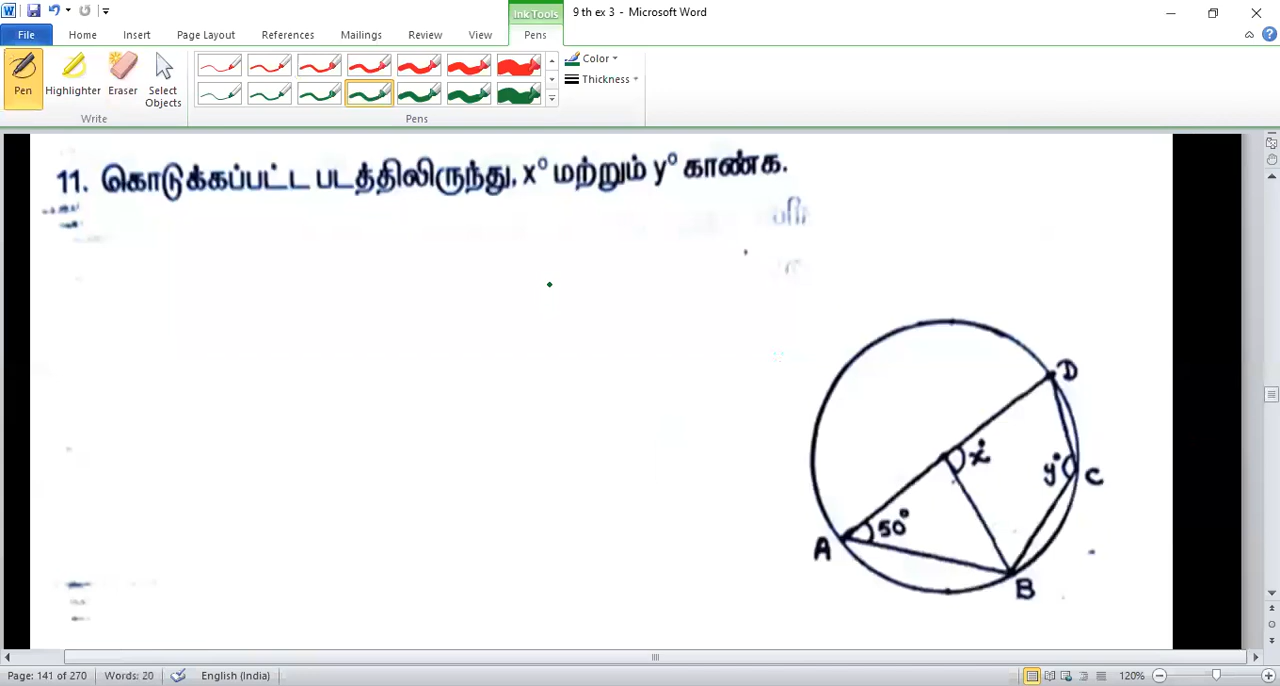 9 th ex 3 - Microsoft Word
Ink Tools
File Home Insert Page Layout References Mailings Review View Pens
Pen Highlighter Eraser Select Objects
Color
Thickness
Write Pens
11. கொடுக்கப்பட்ட படத்திலிருந்து, x° மற்றும் y° காண்க.
D
x°
y°
C
50°
A
B
Page: 141 of 270 Words: 20 English (India) 120%